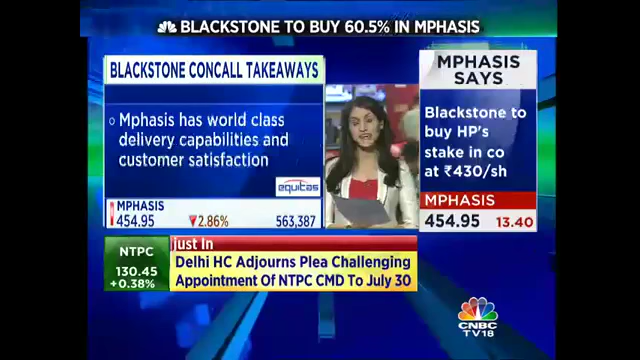 BLACKSTONE TO BUY 60.5% IN MPHASIS
BLACKSTONE CONCALL TAKEAWAYS
Mphasis has world class
delivery capabilities and
customer satisfaction
equitas
MPHASIS
454.95 ▼2.86% 563,387
MPHASIS
SAYS
Blackstone to
buy HP's
stake in co
at ₹430/sh
MPHASIS
454.95 13.40
NTPC
130.45
+0.38%
just In
Delhi HC Adjourns Plea Challenging
Appointment Of NTPC CMD To July 30
CNBC
TV18